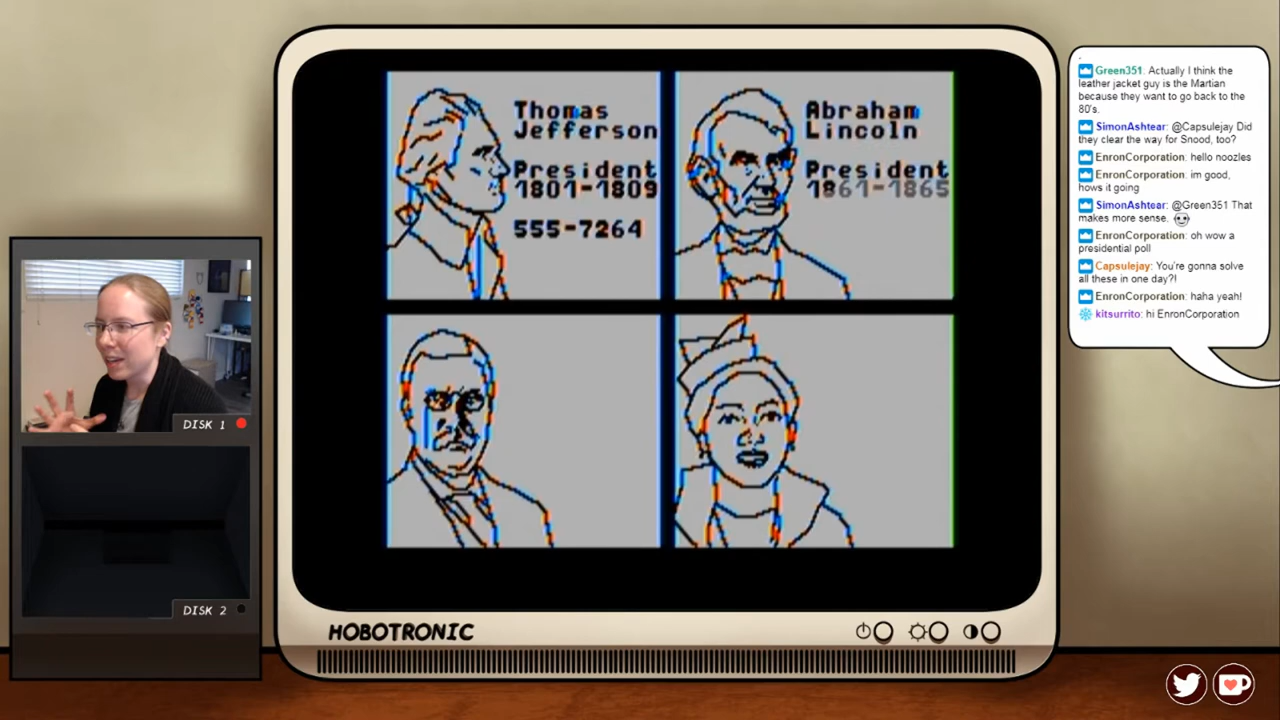 Thomas
Jefferson
President
1801-1809
555-7264
Abraham
Lincoln
President
1861-1865
DISK 1
DISK 2
HOBOTRONIC
Green351: Actually I think the
leather jacket guy is the Martian
because they want to go back to the
80's.
SimonAshtear: @Capsulejay Did
they clear the way for Snood, too?
EnronCorporation: hello noozles
EnronCorporation: im good,
hows it going
SimonAshtear: @Green351 That
makes more sense.
EnronCorporation: oh wow a
presidential poll
Capsulejay: You're gonna solve
all these in one day?!
EnronCorporation: haha yeah!
kitsurrito: hi EnronCorporation